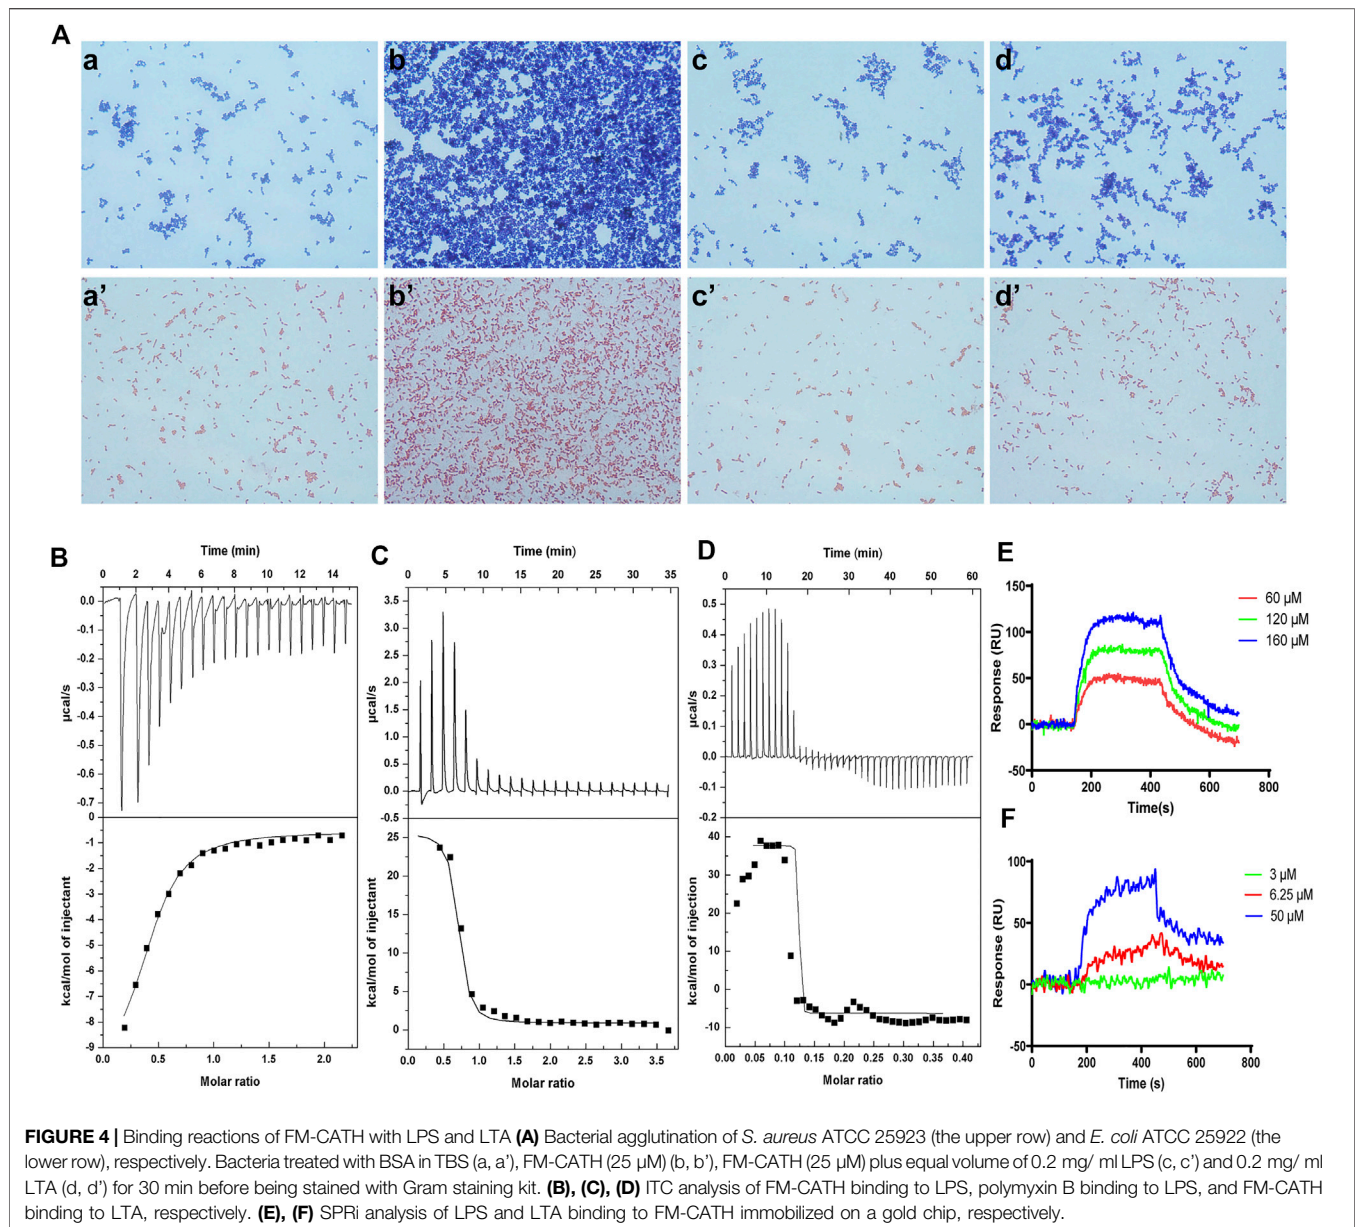 A
a
b
c
d
a’
b’
c’
d’
B
Time (min)
0 2 4 6 8 10 12 14
0.0
-0.1
-0.2
-0.3
-0.4
-0.5
-0.6
-0.7
µcal/s
0
-1
-2
-3
-4
-5
-6
-7
-8
-9
kcal/mol of injectant
0.0 0.5 1.0 1.5 2.0
Molar ratio
C
Time (min)
0 5 10 15 20 25 30 35
3.5
3.0
2.5
2.0
1.5
1.0
0.5
0.0
-0.5
µcal/s
25
20
15
10
5
0
kcal/mol of injectant
0.0 0.5 1.0 1.5 2.0 2.5 3.0 3.5
Molar ratio
D
Time (min)
0 10 20 30 40 50 60
0.5
0.4
0.3
0.2
0.1
0.0
-0.1
-0.2
µcal/s
40
30
20
10
0
-10
kcal/mol of injection
0.00 0.05 0.10 0.15 0.20 0.25 0.30 0.35 0.40
Molar ratio
E
150
100
50
0
-50
Response (RU)
0 200 400 600 800
Time(s)
60 µM
120 µM
160 µM
F
100
50
0
-50
Response (RU)
0 200 400 600 800
Time (s)
3 µM
6.25 µM
50 µM
FIGURE 4 | Binding reactions of FM-CATH with LPS and LTA (A) Bacterial agglutination of S. aureus ATCC 25923 (the upper row) and E. coli ATCC 25922 (the
lower row), respectively. Bacteria treated with BSA in TBS (a, a’), FM-CATH (25 µM) (b, b’), FM-CATH (25 µM) plus equal volume of 0.2 mg/ ml LPS (c, c’) and 0.2 mg/ ml
LTA (d, d’) for 30 min before being stained with Gram staining kit. (B), (C), (D) ITC analysis of FM-CATH binding to LPS, polymyxin B binding to LPS, and FM-CATH
binding to LTA, respectively. (E), (F) SPRi analysis of LPS and LTA binding to FM-CATH immobilized on a gold chip, respectively.